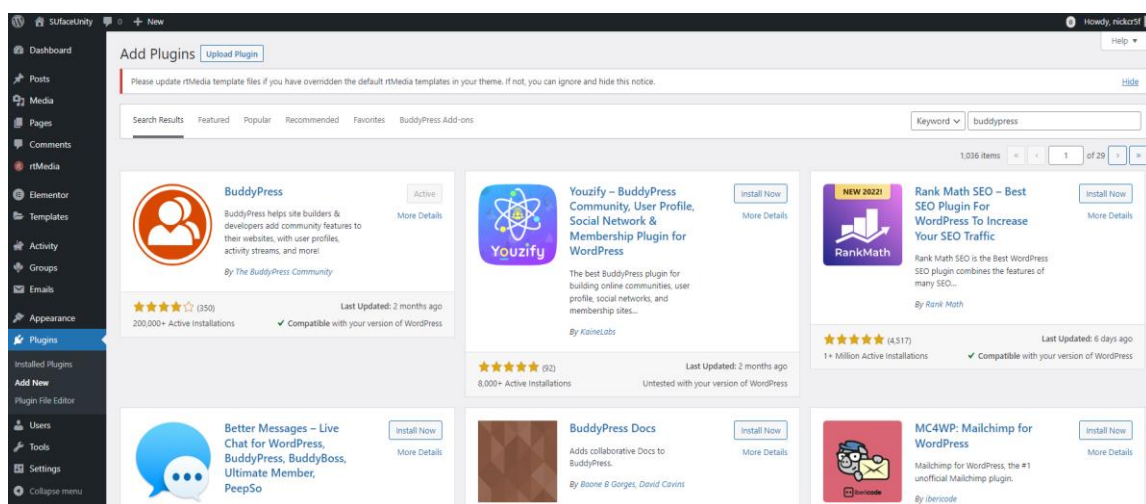 SUfaceUnity 0 + New
0 Howdy, nickcr5f
Dashboard
Posts
Media
Pages
Comments
rtMedia
Elementor
Templates
Activity
Groups
Emails
Appearance
Plugins
Installed Plugins
Add New
Plugin File Editor
Users
Tools
Settings
Collapse menu
Help ▼
Add Plugins Upload Plugin
Please update rtMedia template files if you have overridden the default rtMedia templates in your theme. If not, you can ignore and hide this notice. Hide
Search Results Featured Popular Recommended Favorites BuddyPress Add-ons Keyword buddypress
1,036 items « ‹ 1 of 29 › »
BuddyPress
Active
More Details
BuddyPress helps site builders &
developers add community features to
their websites, with user profiles,
activity streams, and more!
By The BuddyPress Community
(350)
200,000+ Active Installations
Last Updated: 2 months ago
✔ Compatible with your version of WordPress
Youzify
Youzify – BuddyPress
Community, User Profile,
Social Network &
Membership Plugin for
WordPress
Install Now
More Details
The best BuddyPress plugin for
building online communities, user
profile, social networks, and
membership sites...
By KaineLabs
(92)
8,000+ Active Installations
Last Updated: 2 months ago
Untested with your version of WordPress
NEW 2022!
RankMath
Rank Math SEO – Best
SEO Plugin For
WordPress To Increase
Your SEO Traffic
Install Now
More Details
Rank Math SEO is the Best WordPress
SEO plugin combines the features of
many SEO...
By Rank Math
(4,517)
1+ Million Active Installations
Last Updated: 6 days ago
✔ Compatible with your version of WordPress
Better Messages – Live
Chat for WordPress,
BuddyPress, BuddyBoss,
Ultimate Member,
PeepSo
Install Now
More Details
BuddyPress Docs
Install Now
More Details
Adds collaborative Docs to
BuddyPress.
By Boone B Gorges, David Cavins
ibericode
MC4WP: Mailchimp for
WordPress
Install Now
More Details
Mailchimp for WordPress, the #1
unofficial Mailchimp plugin.
By ibericode